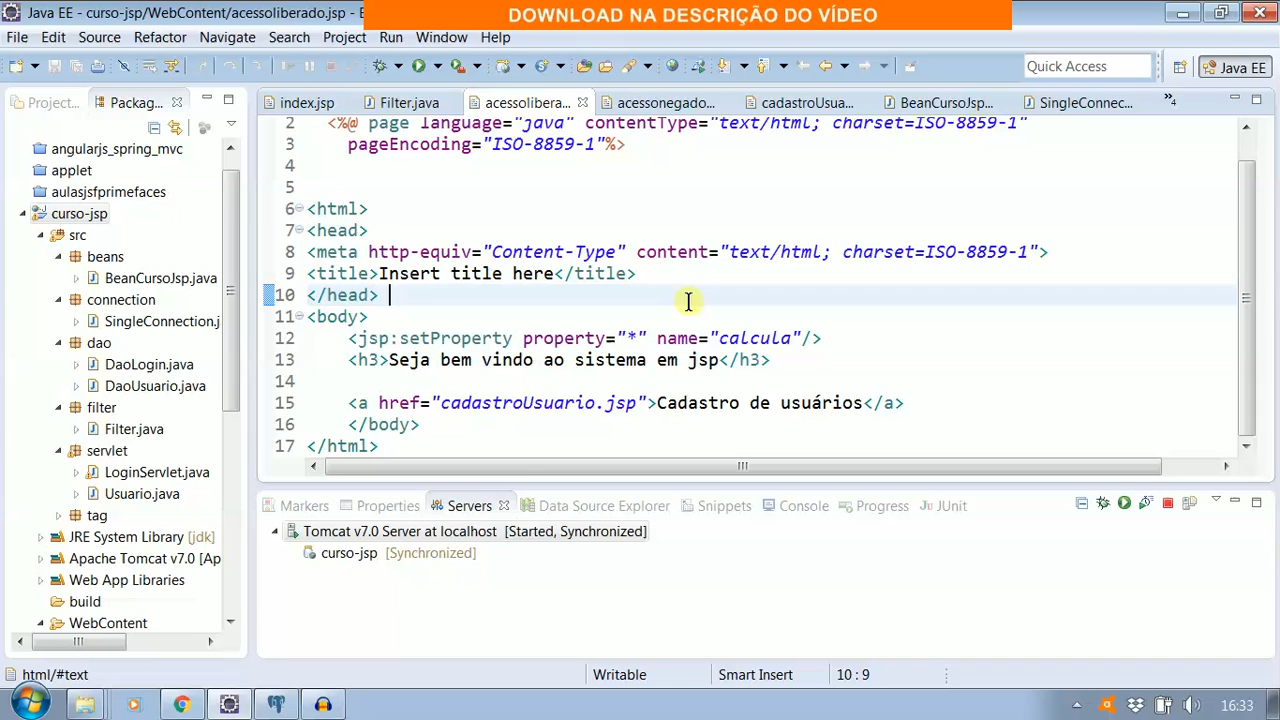 DOWNLOAD NA DESCRIÇÃO DO VÍDEO
Java EE - curso-jsp/WebContent/acessoliberado.jsp - E
File Edit Source Refactor Navigate Search Project Run Window Help
Quick Access
Java EE
Project...
Packag...
index.jsp
Filter.java
acessolibera...
acessonegado...
cadastroUsua...
BeanCursoJsp...
SingleConnec...
»4
angularjs_spring_mvc
applet
aulasjsfprimefaces
curso-jsp
src
beans
BeanCursoJsp.java
connection
SingleConnection.j
dao
DaoLogin.java
DaoUsuario.java
filter
Filter.java
servlet
LoginServlet.java
Usuario.java
tag
JRE System Library [jdk]
Apache Tomcat v7.0 [Ap
Web App Libraries
build
WebContent
2 <%@ page language="java" contentType="text/html; charset=ISO-8859-1"
3 pageEncoding="ISO-8859-1"%>
4
5
6 <html>
7 <head>
8 <meta http-equiv="Content-Type" content="text/html; charset=ISO-8859-1">
9 <title>Insert title here</title>
10 </head>
11 <body>
12 <jsp:setProperty property="*" name="calcula"/>
13 <h3>Seja bem vindo ao sistema em jsp</h3>
14
15 <a href="cadastroUsuario.jsp">Cadastro de usuários</a>
16 </body>
17 </html>
Markers
Properties
Servers
Data Source Explorer
Snippets
Console
Progress
JUnit
Tomcat v7.0 Server at localhost [Started, Synchronized]
curso-jsp [Synchronized]
html/#text
Writable
Smart Insert
10 : 9
16:33